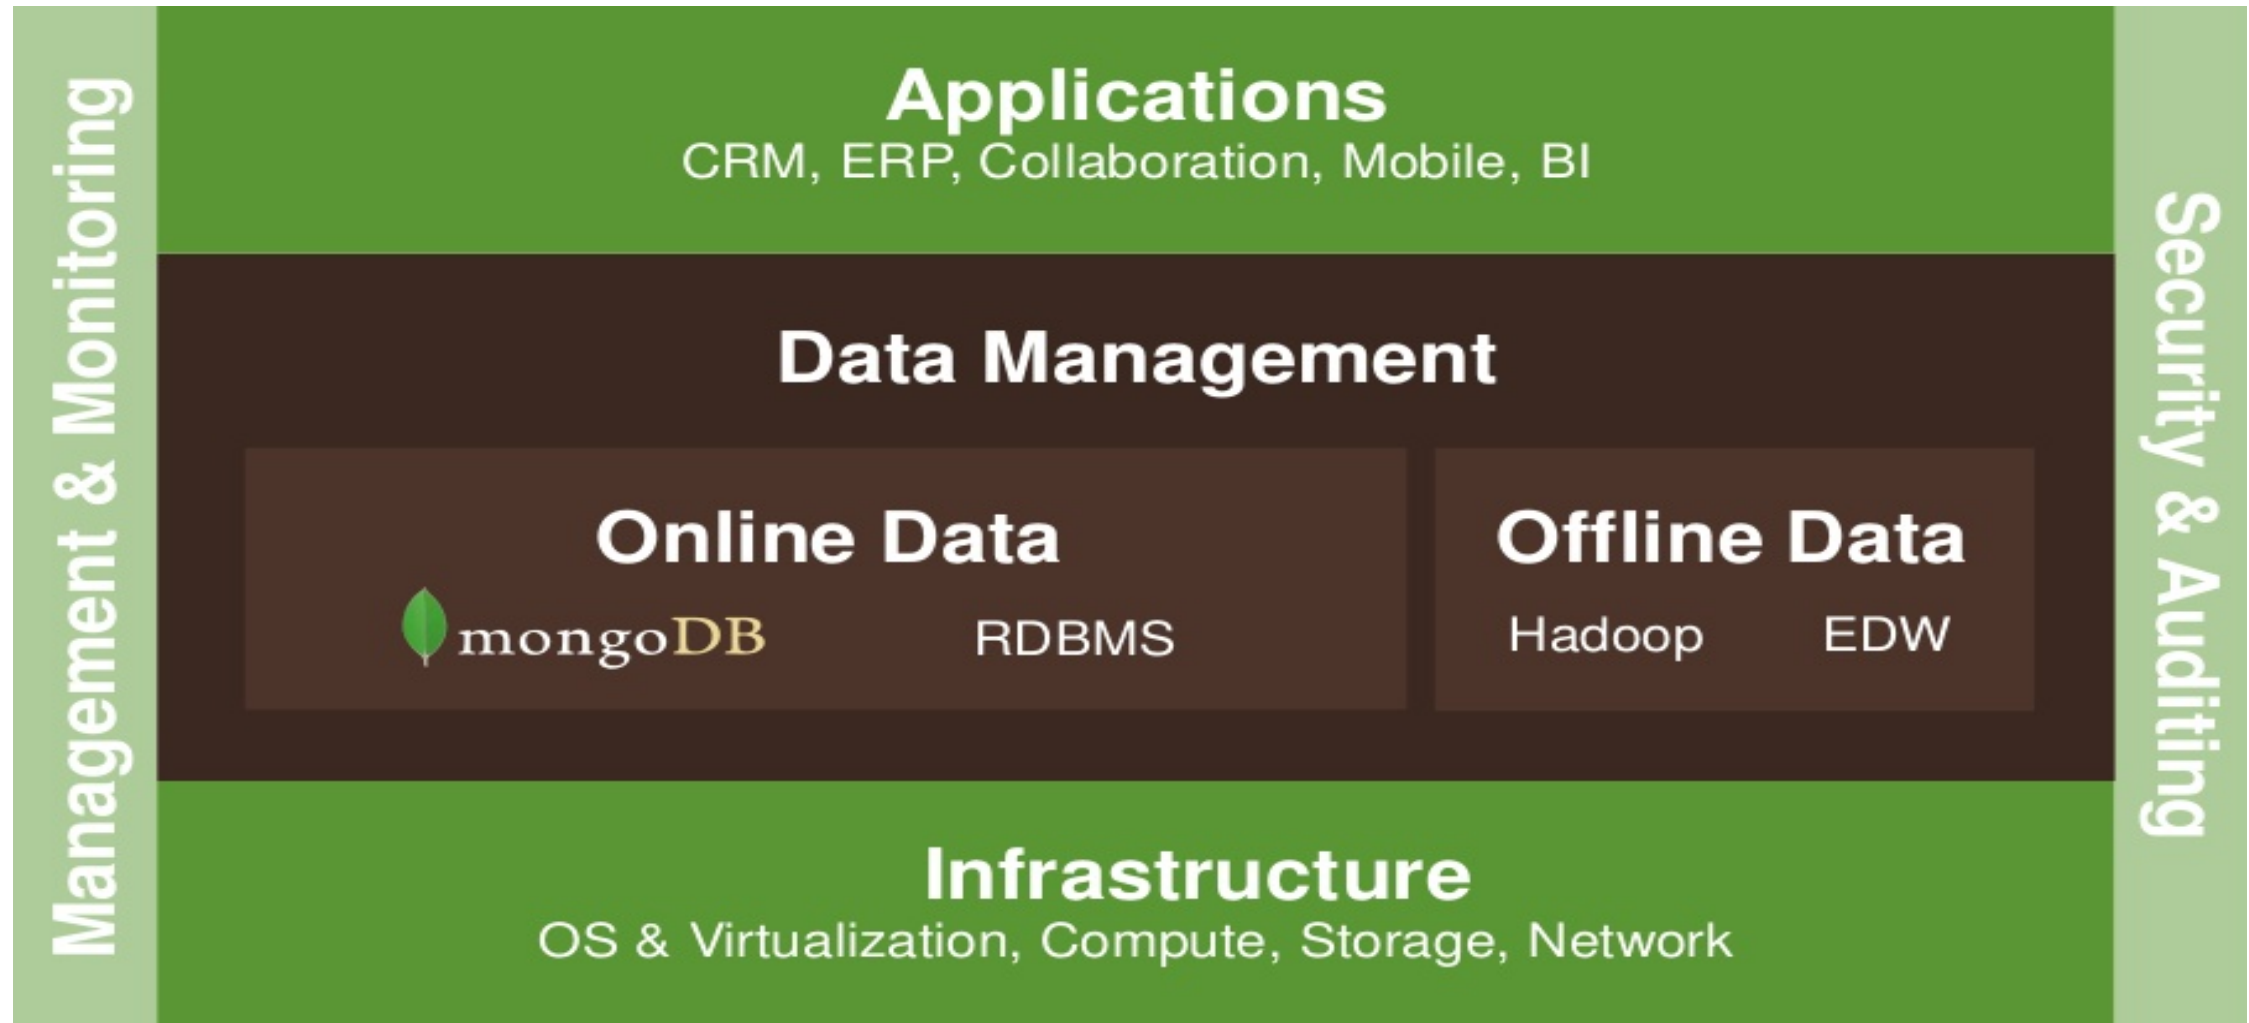 Management & Monitoring
Applications
CRM, ERP, Collaboration, Mobile, BI
Data Management
Online Data
mongoDB
RDBMS
Offline Data
Hadoop
EDW
Infrastructure
OS & Virtualization, Compute, Storage, Network
Security & Auditing